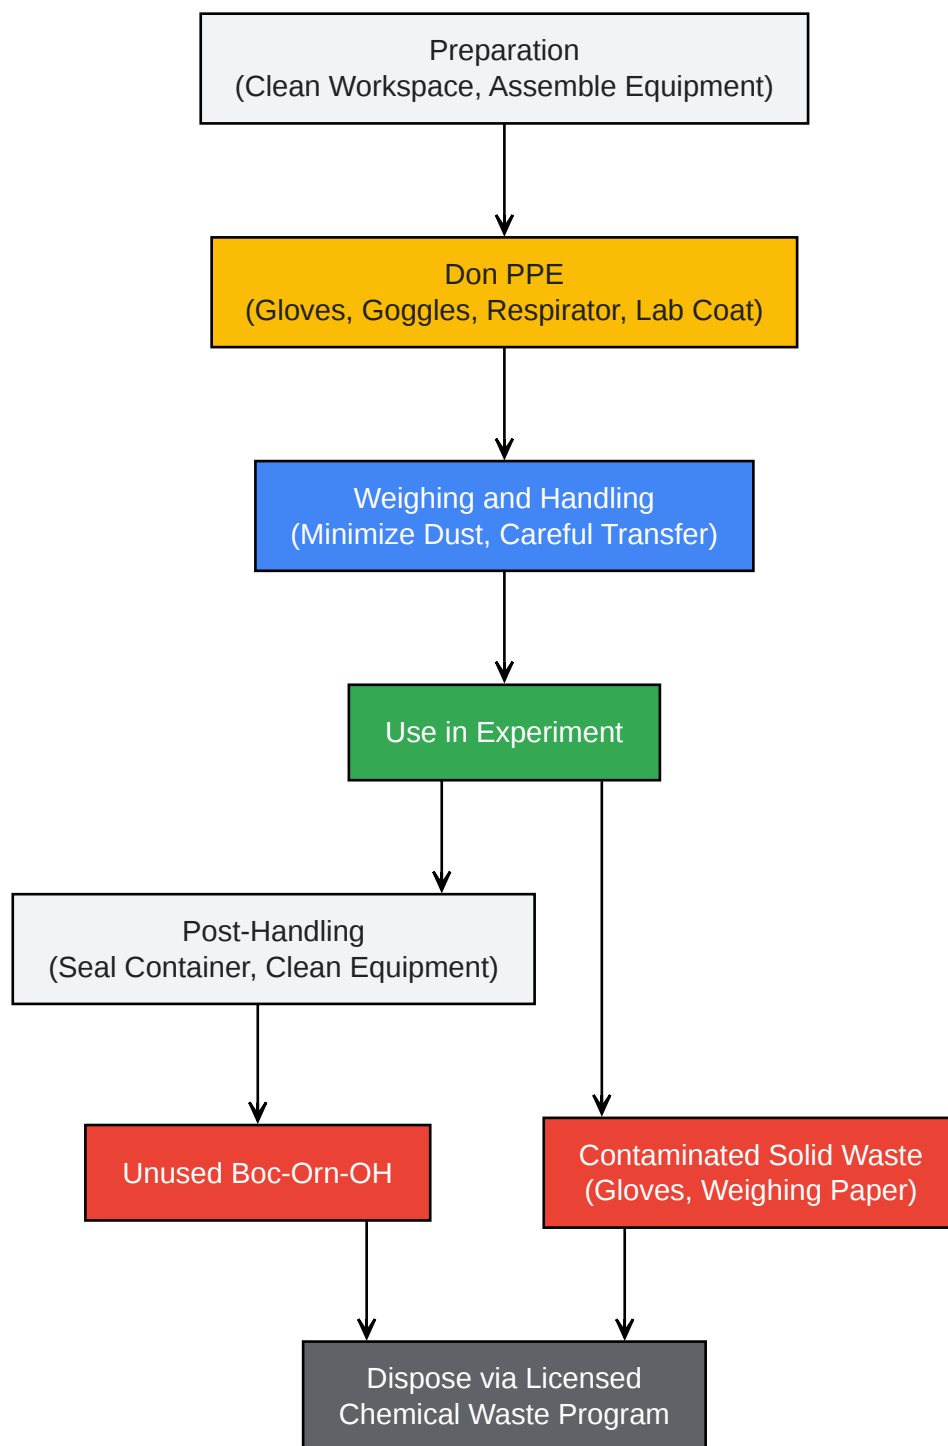 Preparation
(Clean Workspace, Assemble Equipment)
Don PPE
(Gloves, Goggles, Respirator, Lab Coat)
Weighing and Handling
(Minimize Dust, Careful Transfer)
Use in Experiment
Post-Handling
(Seal Container, Clean Equipment)
Unused Boc-Orn-OH
Contaminated Solid Waste
(Gloves, Weighing Paper)
Dispose via Licensed
Chemical Waste Program